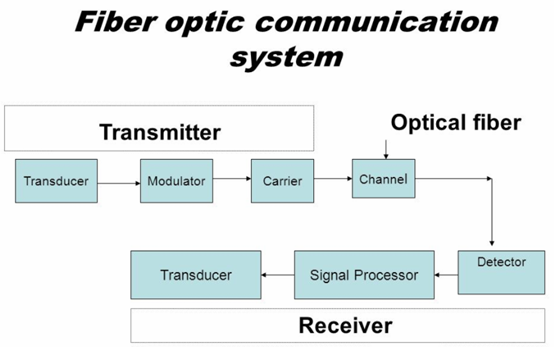 Fiber optic communication
system
Transmitter
Optical fiber
Transducer
Modulator
Carrier
Channel
Transducer
Signal Processor
Detector
Receiver